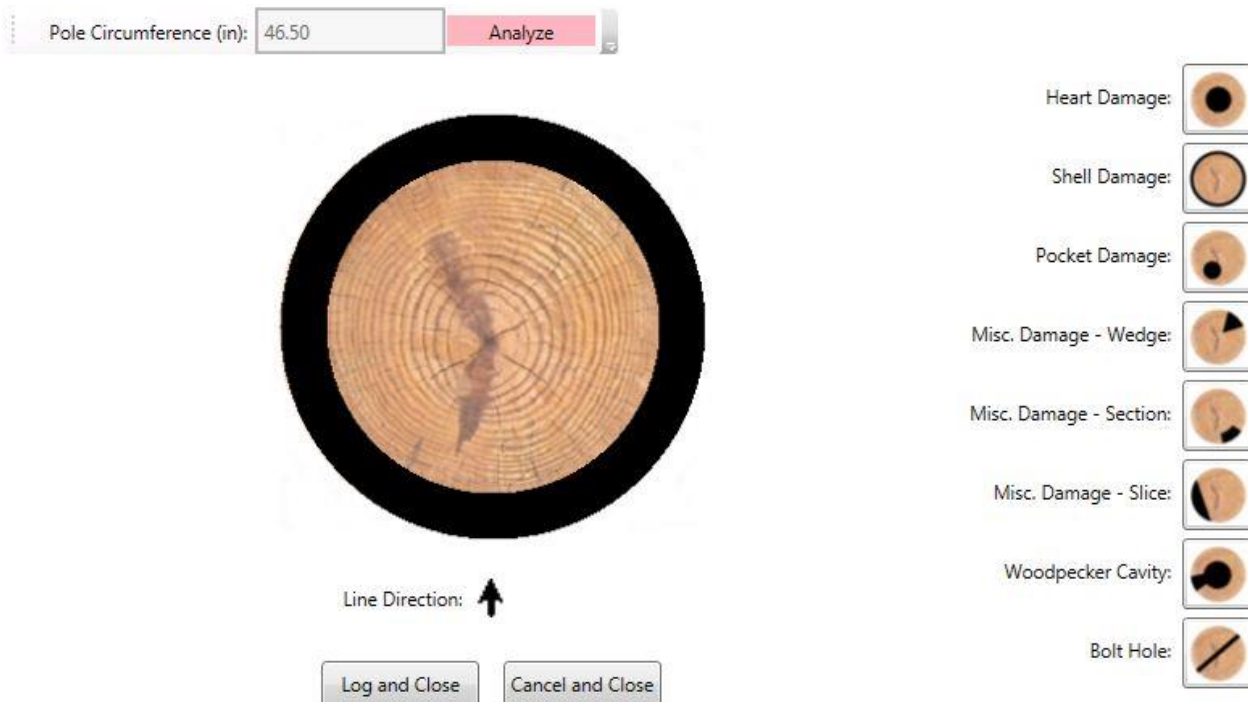 Pole Circumference (in): 46.50 Analyze
Heart Damage:
Shell Damage:
Pocket Damage:
Misc. Damage - Wedge:
Misc. Damage - Section:
Misc. Damage - Slice:
Woodpecker Cavity:
Bolt Hole:
Line Direction:
Log and Close Cancel and Close